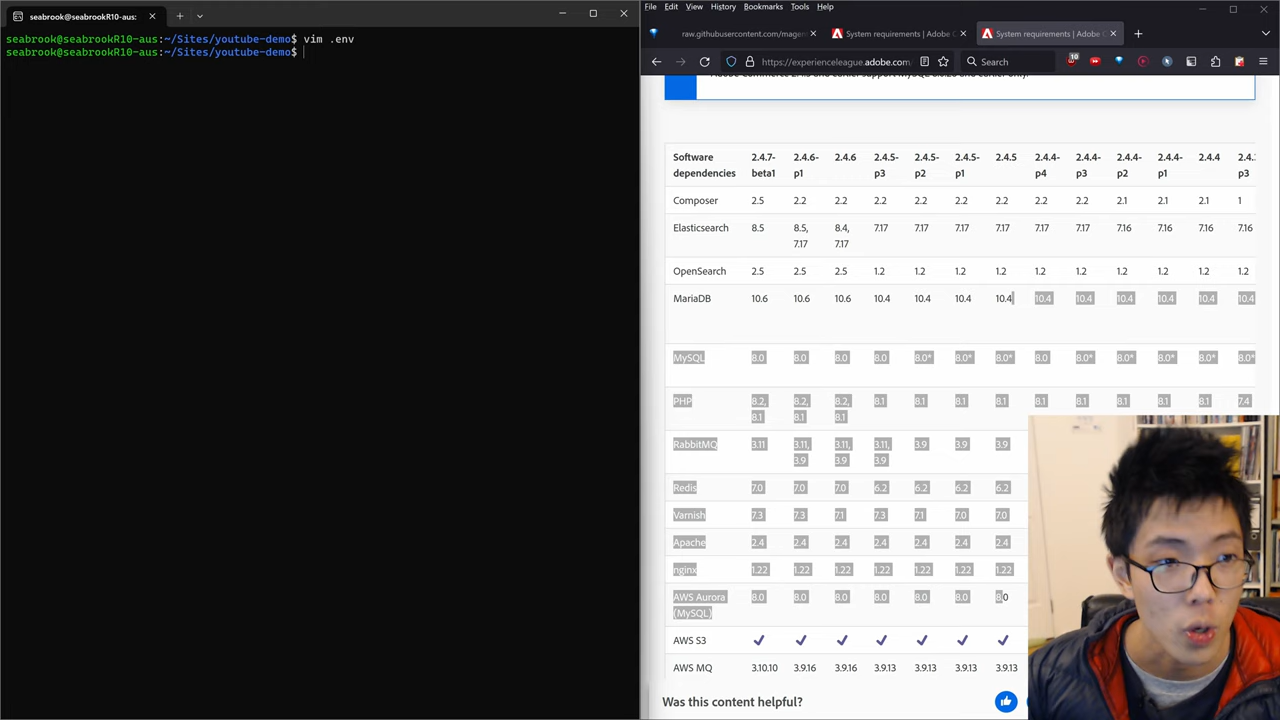 seabrook@seabrookR10-aus:
seabrook@seabrookR10-aus:~/Sites/youtube-demo$ vim .env
seabrook@seabrookR10-aus:~/Sites/youtube-demo$
File Edit View History Bookmarks Tools Help
raw.githubusercontent.com/magen
System requirements | Adobe C
System requirements | Adobe C
https://experienceleague.adobe.com/
Search
10
Software dependencies 2.4.7-beta1 2.4.6-p1 2.4.6 2.4.5-p3 2.4.5-p2 2.4.5-p1 2.4.5 2.4.4-p4 2.4.4-p3 2.4.4-p2 2.4.4-p1 2.4.4
Composer 2.5 2.2 2.2 2.2 2.2 2.2 2.2 2.2 2.2 2.1 2.1 2.1 1
Elasticsearch 8.5 8.5, 7.17 8.4, 7.17 7.17 7.17 7.17 7.17 7.17 7.17 7.16 7.16 7.16 7.16
OpenSearch 2.5 2.5 2.5 1.2 1.2 1.2 1.2 1.2 1.2 1.2 1.2 1.2 1.2
MariaDB 10.6 10.6 10.6 10.4 10.4 10.4 10.4 10.4 10.4 10.4 10.4 10.4 10.4
MySQL 8.0 8.0 8.0 8.0 8.0* 8.0* 8.0* 8.0 8.0* 8.0* 8.0* 8.0* 8.0*
PHP 8.2, 8.1 8.2, 8.1 8.2, 8.1 8.1 8.1 8.1 8.1 8.1 8.1 8.1 8.1 8.1 7.4
RabbitMQ 3.11 3.11, 3.9 3.11, 3.9 3.11, 3.9 3.9 3.9 3.9
Redis 7.0 7.0 7.0 6.2 6.2 6.2 6.2
Varnish 7.3 7.3 7.1 7.3 7.1 7.0 7.0
Apache 2.4 2.4 2.4 2.4 2.4 2.4 2.4
nginx 1.22 1.22 1.22 1.22 1.22 1.22 1.22
AWS Aurora (MySQL) 8.0 8.0 8.0 8.0 8.0 8.0 8.0
AWS S3
AWS MQ 3.10.10 3.9.16 3.9.16 3.9.13 3.9.13 3.9.13 3.9.13
Was this content helpful?